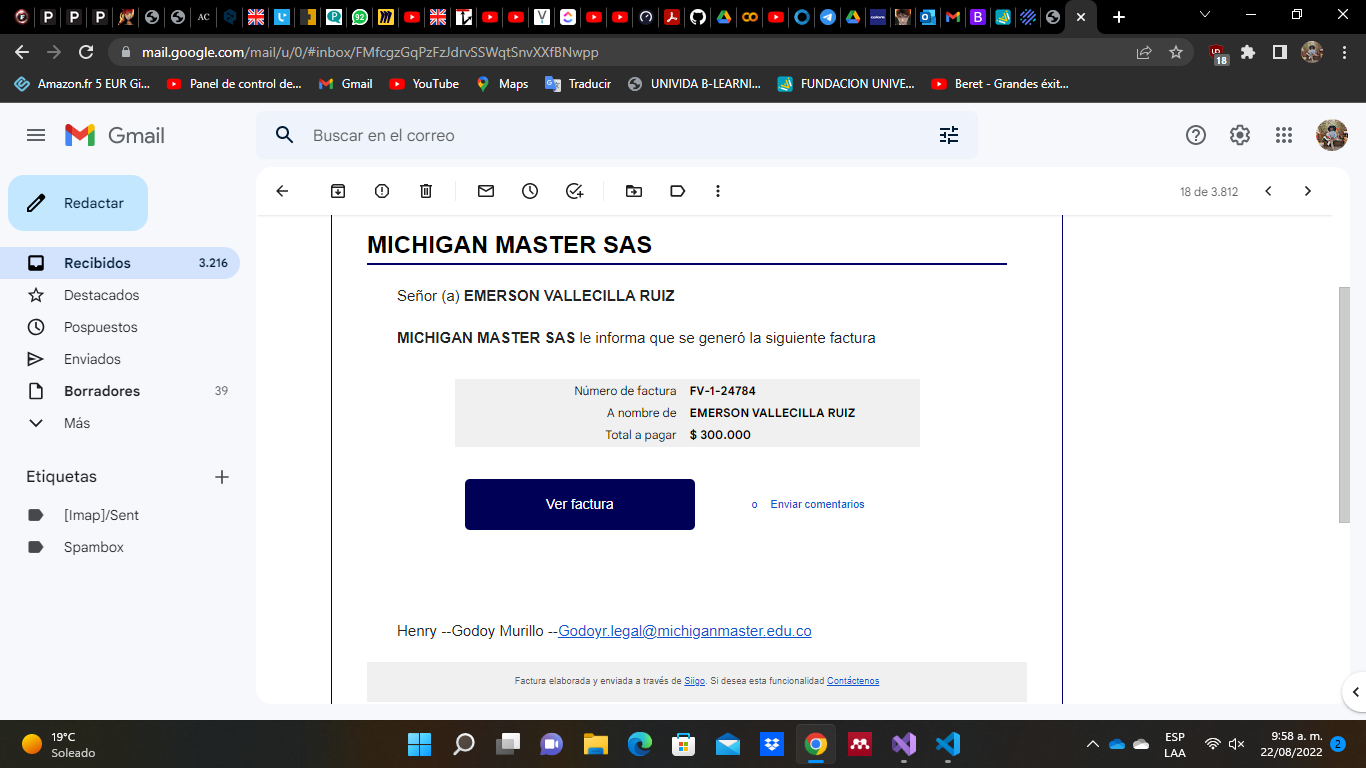 mail.google.com/mail/u/0/#inbox/FMfcgzGqPzFzJdrvSSWqtSnvXXfBNwpp
18
Amazon.fr 5 EUR Gi...
Panel de control de...
Gmail
YouTube
Maps
Traducir
UNIVIDA B-LEARNI...
FUNDACION UNIVE...
Beret - Grandes éxit...
Gmail
Buscar en el correo
Redactar
18 de 3.812
Recibidos 3.216
Destacados
Pospuestos
Enviados
Borradores 39
Más
Etiquetas
[Imap]/Sent
Spambox
MICHIGAN MASTER SAS
Señor (a) EMERSON VALLECILLA RUIZ
MICHIGAN MASTER SAS le informa que se generó la siguiente factura
Número de factura FV-1-24784
A nombre de EMERSON VALLECILLA RUIZ
Total a pagar $ 300.000
Ver factura o Enviar comentarios
Henry --Godoy Murillo --Godoyr.legal@michiganmaster.edu.co
Factura elaborada y enviada a través de Siigo. Si desea esta funcionalidad Contáctenos
19°C
Soleado
ESP
LAA
9:58 a. m.
22/08/2022
2